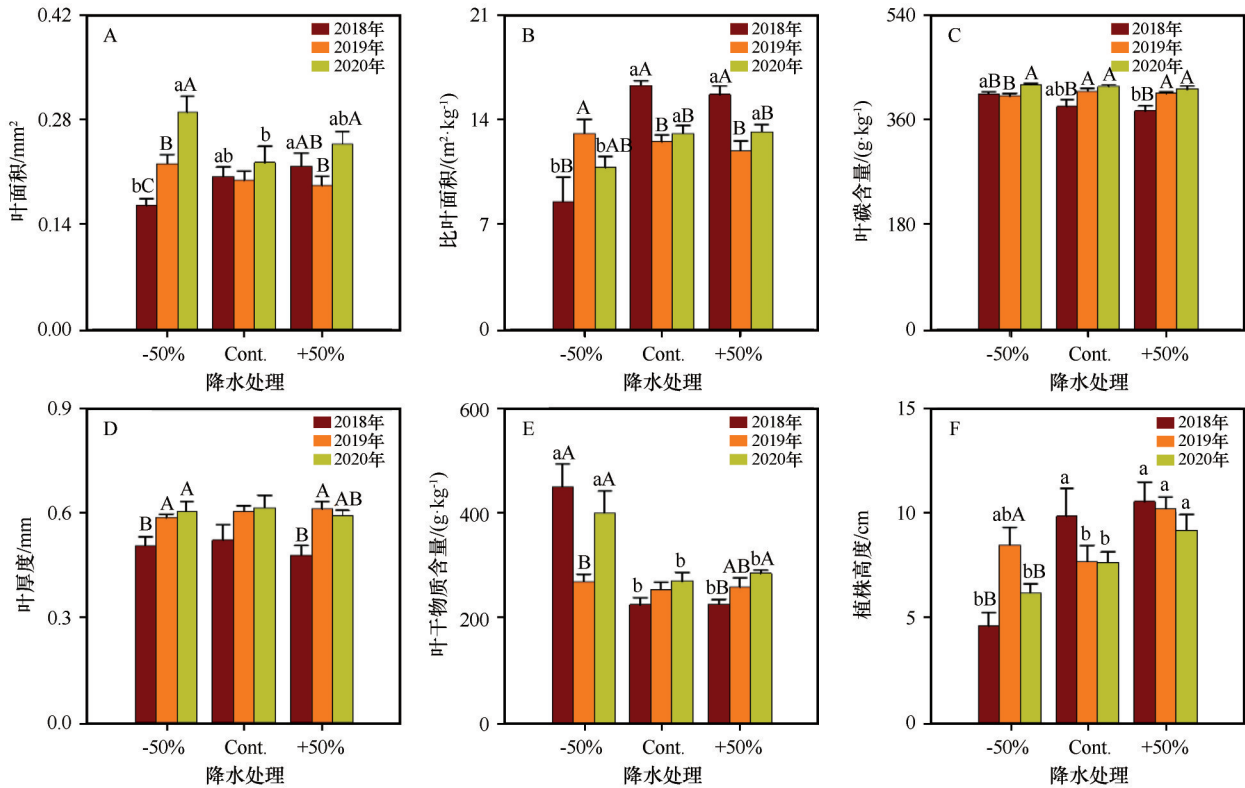 A
2018年
2019年
2020年
0.42
0.28
0.14
0.00
叶面积/mm²
bC
B
aA
ab
b
aAB
B
abA
-50%
Cont.
+50%
降水处理
B
2018年
2019年
2020年
21
14
7
0
比叶面积/(m²·kg⁻¹)
bB
A
bAB
aA
B
aB
aA
B
aB
-50%
Cont.
+50%
降水处理
C
2018年
2019年
2020年
540
360
180
0
叶碳含量/(g·kg⁻¹)
aB
B
A
abB
A
A
bB
A
A
-50%
Cont.
+50%
降水处理
D
2018年
2019年
2020年
0.9
0.6
0.3
0.0
叶厚度/mm
B
A
A
B
A
AB
-50%
Cont.
+50%
降水处理
E
2018年
2019年
2020年
600
400
200
0
叶干物质含量/(g·kg⁻¹)
aA
B
aA
b
b
bB
AB
bA
-50%
Cont.
+50%
降水处理
F
2018年
2019年
2020年
15
10
5
0
植株高度/cm
bB
abA
bB
a
b
b
a
a
a
-50%
Cont.
+50%
降水处理